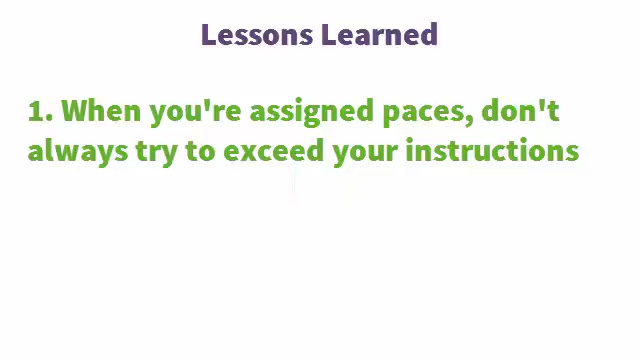 Lessons Learned
1. When you're assigned paces, don't
always try to exceed your instructions